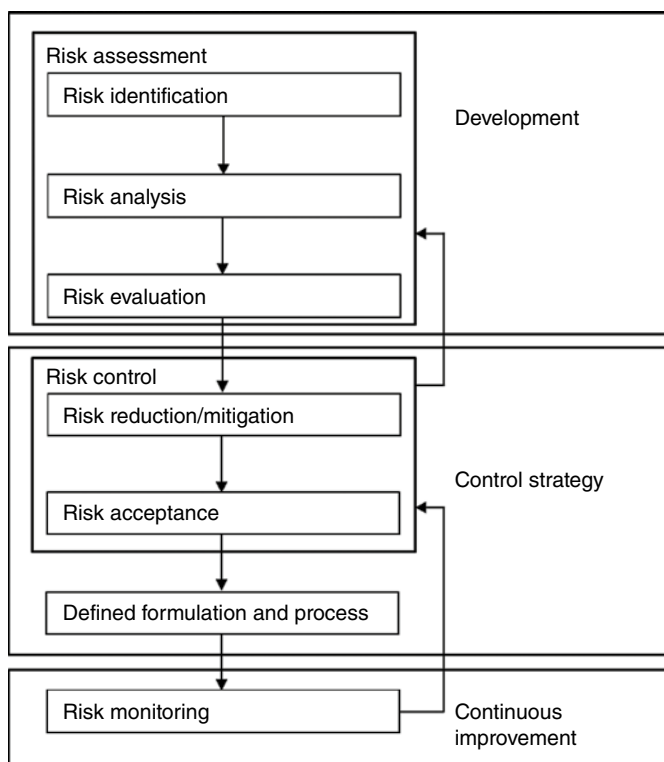 Risk assessment
Risk identification
Development
Risk analysis
Risk evaluation
Risk control
Risk reduction/mitigation
Control strategy
Risk acceptance
Defined formulation and process
Risk monitoring
Continuous
improvement